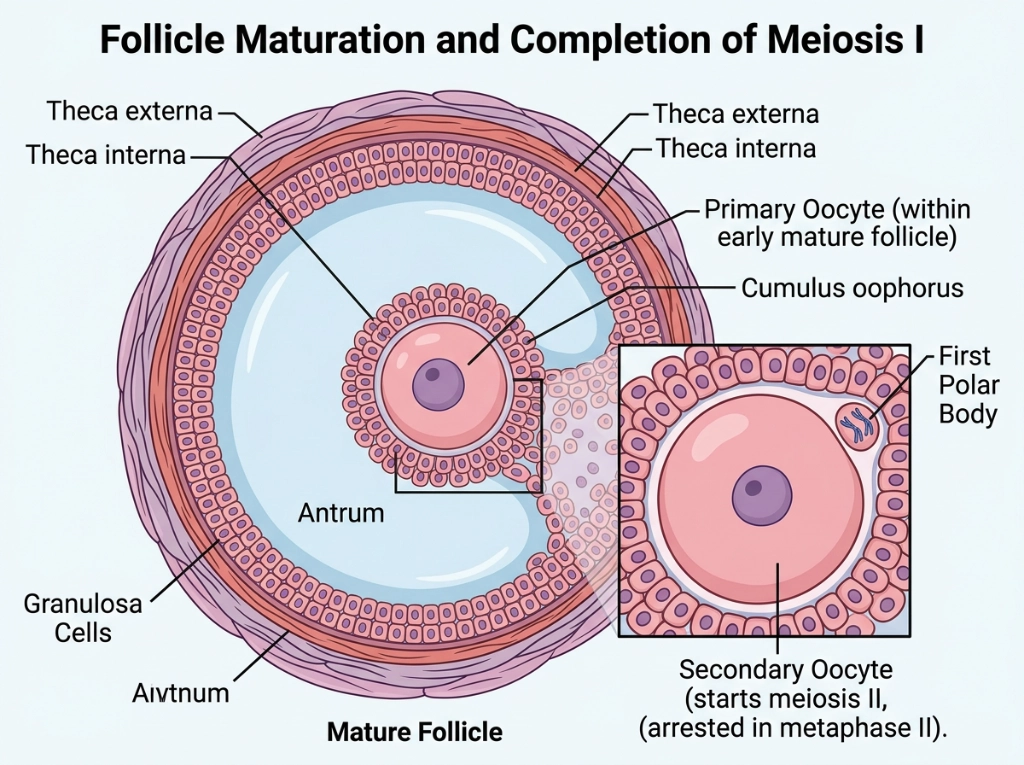 Follicle Maturation and Completion of Meiosis I
Theca externa
Theca interna
Theca externa
Theca interna
Primary Oocyte (within
early mature follicle)
Cumulus oophorus
First
Polar
Body
Antrum
Granulosa
Cells
Aivtnum
Mature Follicle
Secondary Oocyte
(starts meiosis II,
(arrested in metaphase II).